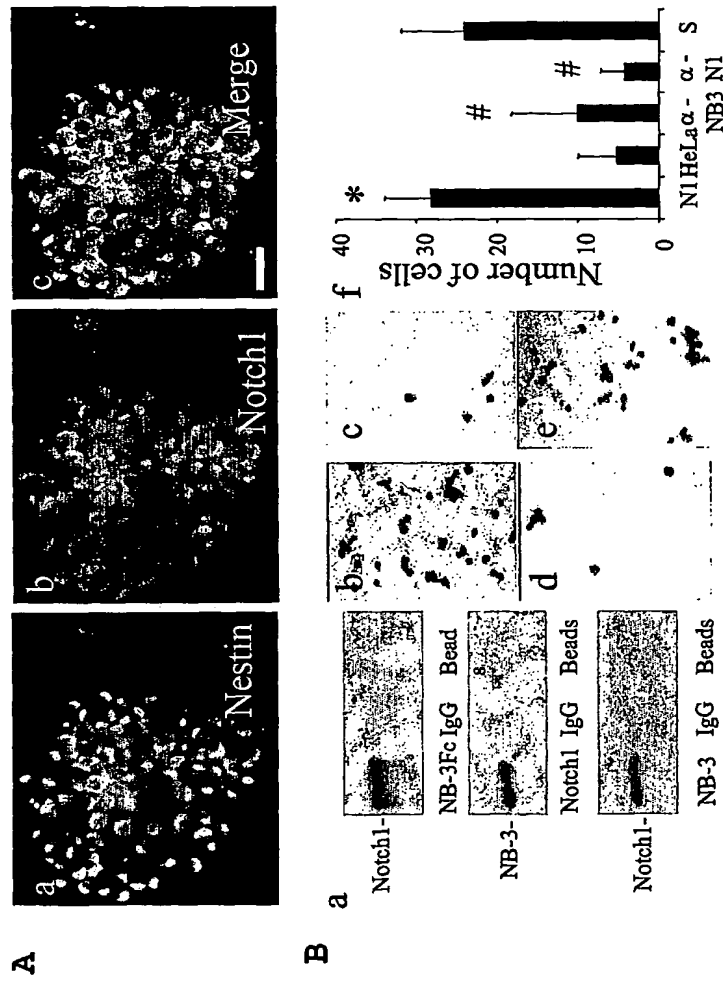 A
a
Nestin
b
Notch1
c
Merge
B
a
Notch1-
NB-3Fc IgG Bead
NB-3-
Notch1 IgG Beads
Notch1-
NB-3 IgG Beads
b
c
d
e
f
Number of cells
40
30
20
10
0
*
#
#
N1 HeLa α- α- S
NB3 N1